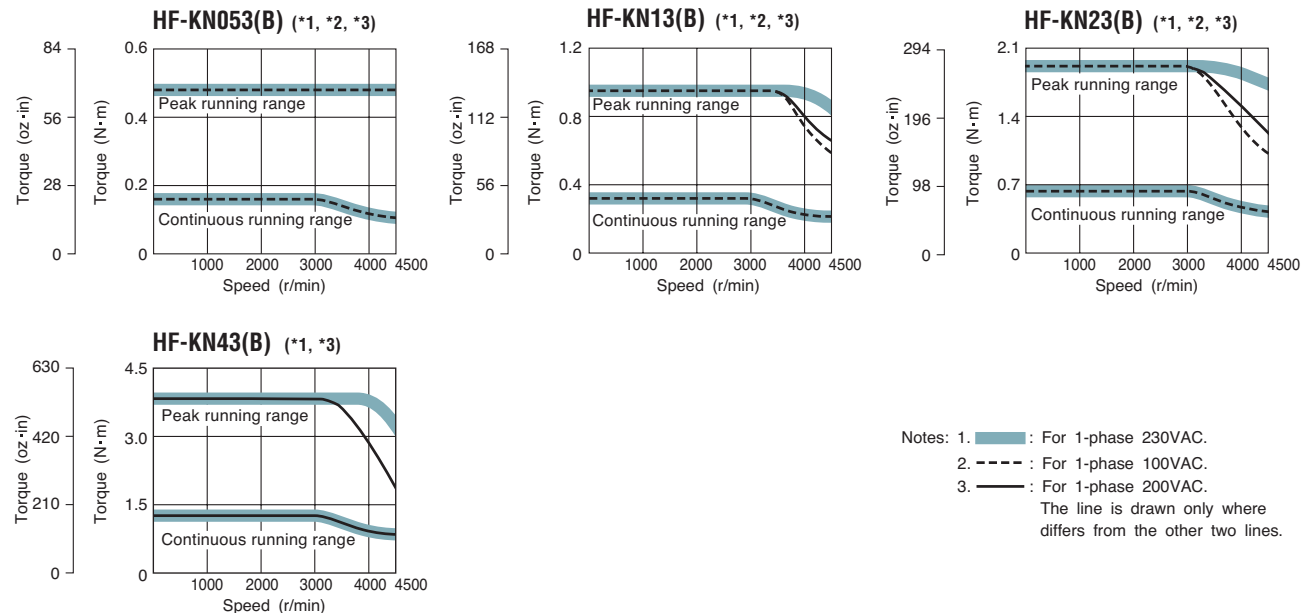 HF-KN053(B) (*1, *2, *3)
84
56
28
0
Torque (oz·in)
0.6
0.4
0.2
0
Torque (N·m)
Peak running range
Continuous running range
1000 2000 3000 4000 4500
Speed (r/min)
HF-KN13(B) (*1, *2, *3)
168
112
56
0
Torque (oz·in)
1.2
0.8
0.4
0
Torque (N·m)
Peak running range
Continuous running range
1000 2000 3000 4000 4500
Speed (r/min)
HF-KN23(B) (*1, *2, *3)
294
196
98
0
Torque (oz·in)
2.1
1.4
0.7
0
Torque (N·m)
Peak running range
Continuous running range
1000 2000 3000 4000 4500
Speed (r/min)
HF-KN43(B) (*1, *3)
630
420
210
0
Torque (oz·in)
4.5
3.0
1.5
0
Torque (N·m)
Peak running range
Continuous running range
1000 2000 3000 4000 4500
Speed (r/min)
Notes: 1. : For 1-phase 230VAC.
2. : For 1-phase 100VAC.
3. : For 1-phase 200VAC.
The line is drawn only where
differs from the other two lines.